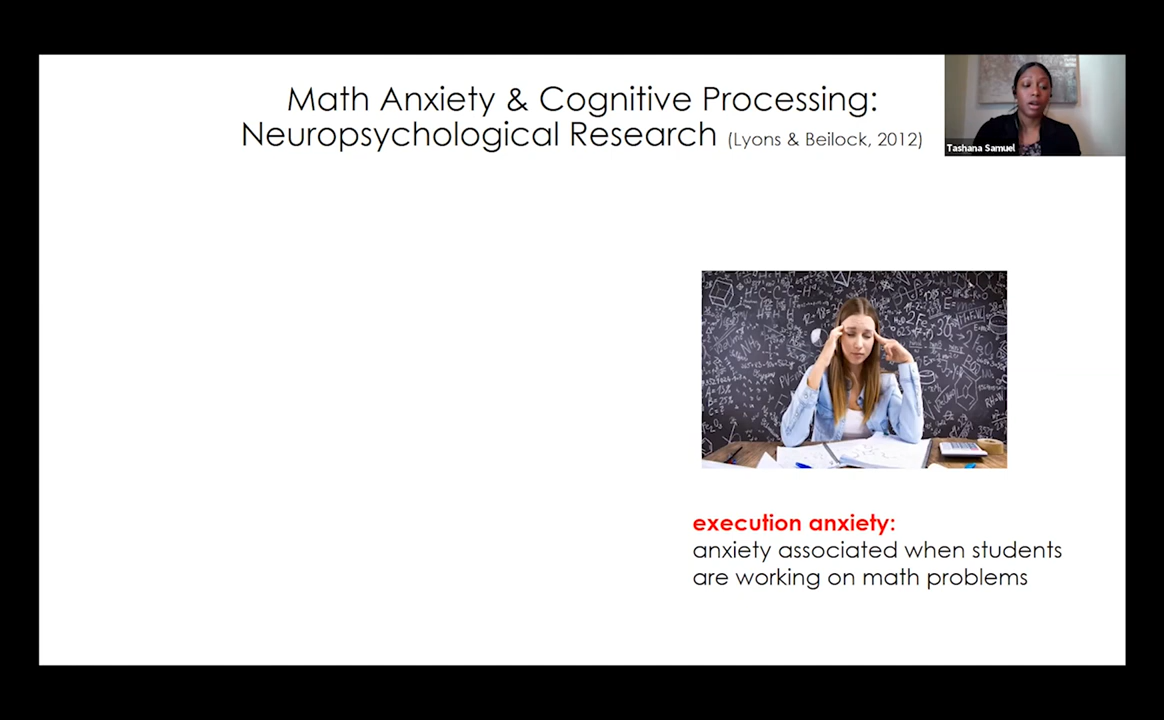 Math Anxiety & Cognitive Processing:
Neuropsychological Research (Lyons & Beilock, 2012)
Tashana Samuel
execution anxiety:
anxiety associated when students
are working on math problems